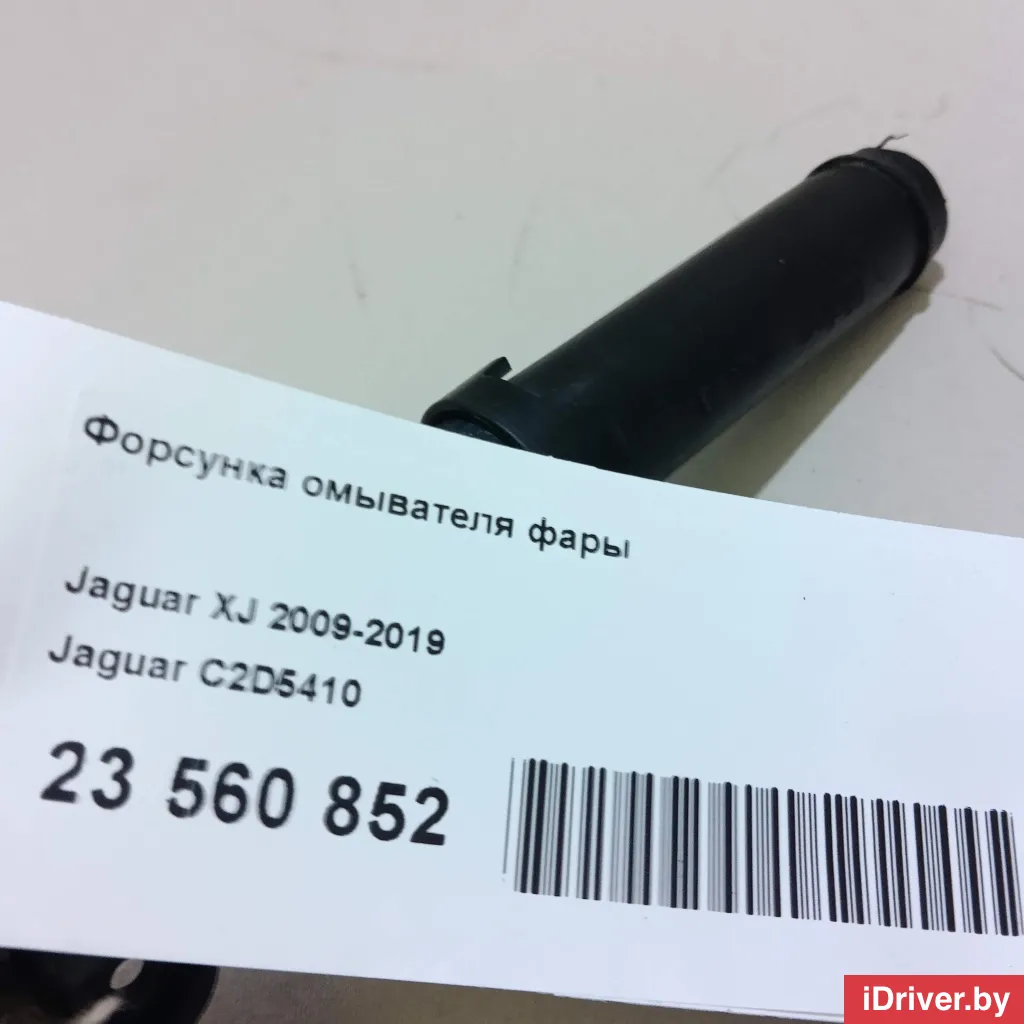 Форсунка омывателя фары
Jaguar XJ 2009-2019
Jaguar C2D5410
23 560 852
iDriver.by